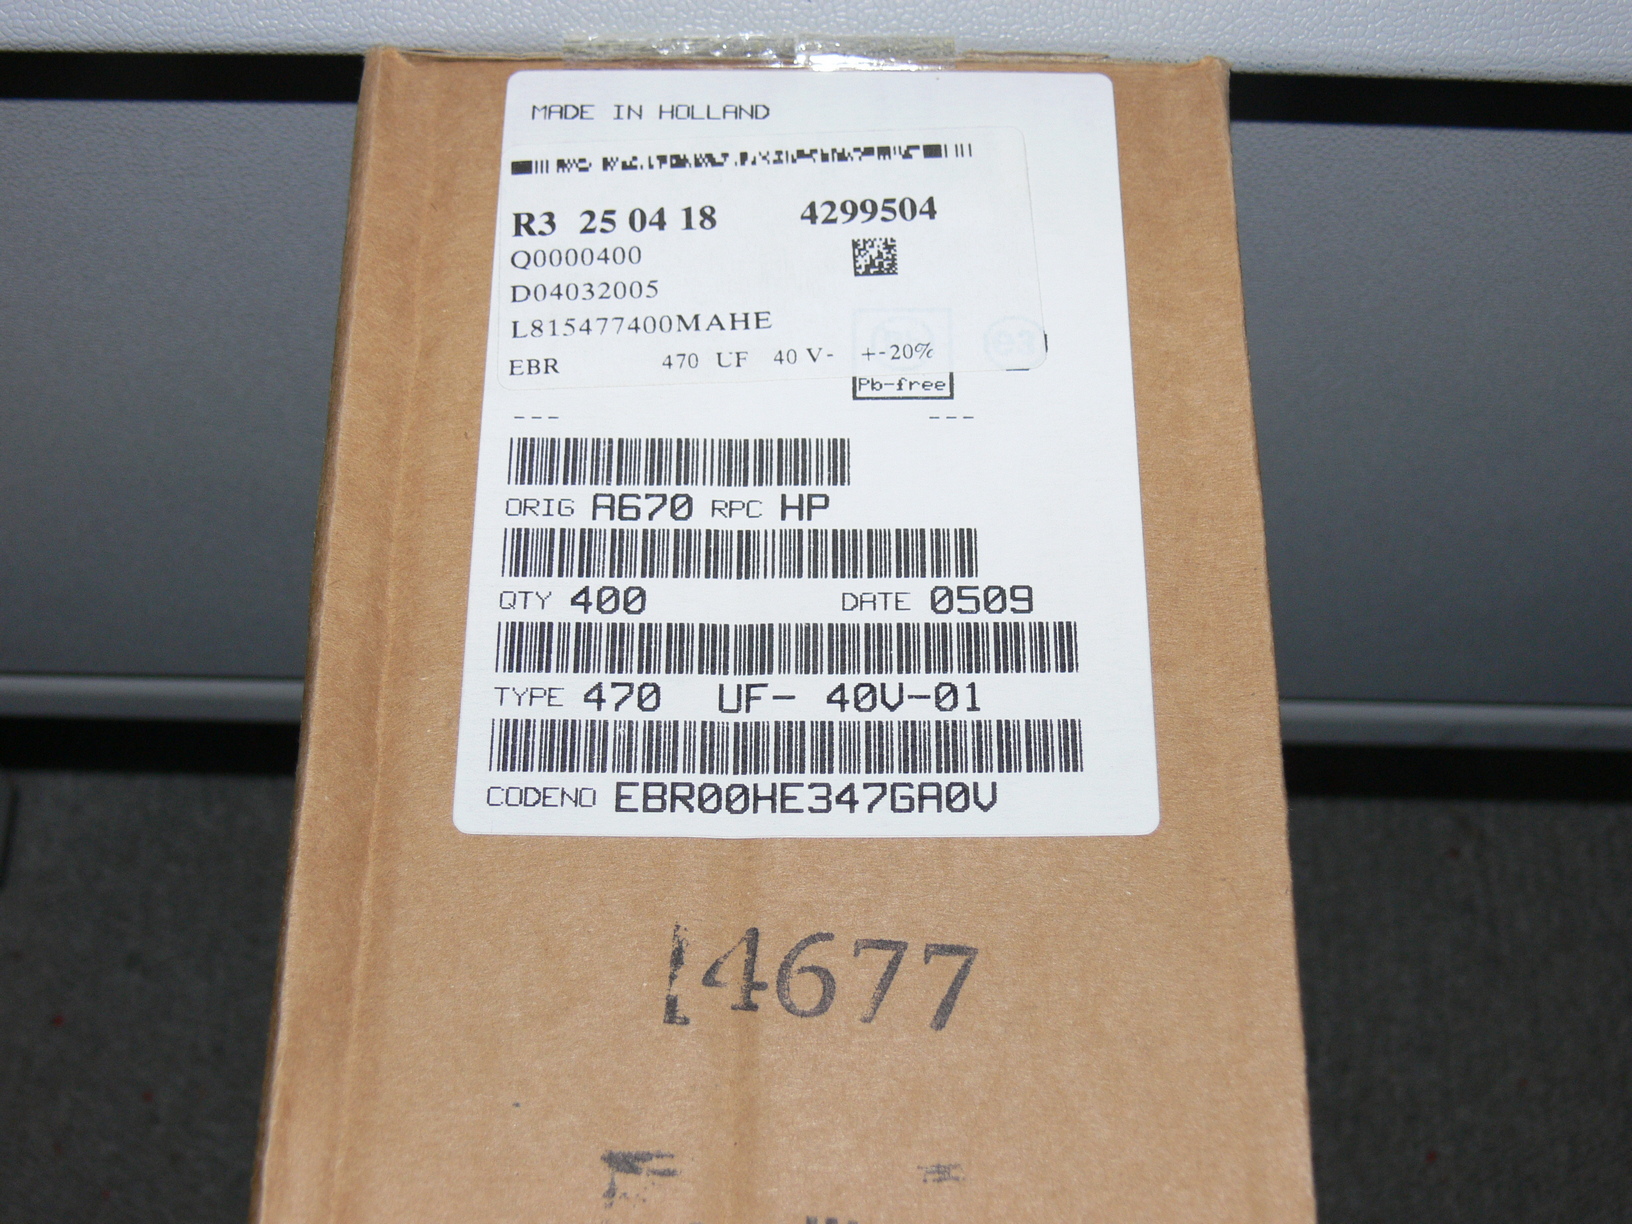 MADE IN HOLLAND
R3 25 04 18 4299504
Q0000400
D04032005
L815477400MAHE
EBR 470 UF 40 V- +-20%
Pb-free
--- ---
ORIG A670 RPC HP
QTY 400 DATE 0509
TYPE 470 UF- 40V-01
CODENO EBR00HE347GA0V
14677